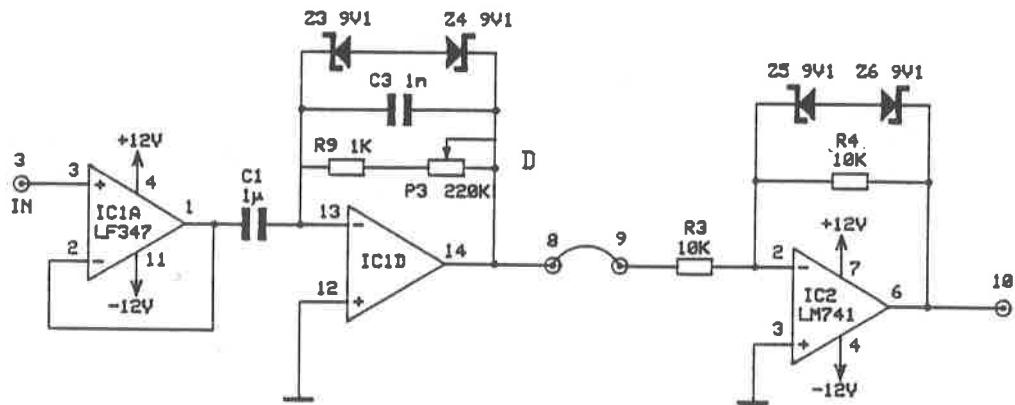 Z3 9V1
Z4 9V1
C3 1n
R9 1K
P3 220K
D
Z5 9V1
Z6 9V1
R4
10K
3
IN
+12V
3
4
+
IC1A
LF347
1
2
-
11
-12V
C1
1µ
13
-
IC1D
14
12
+
8
9
R3
10K
+12V
2
-
7
IC2
LM741
6
10
3
+
4
-12V